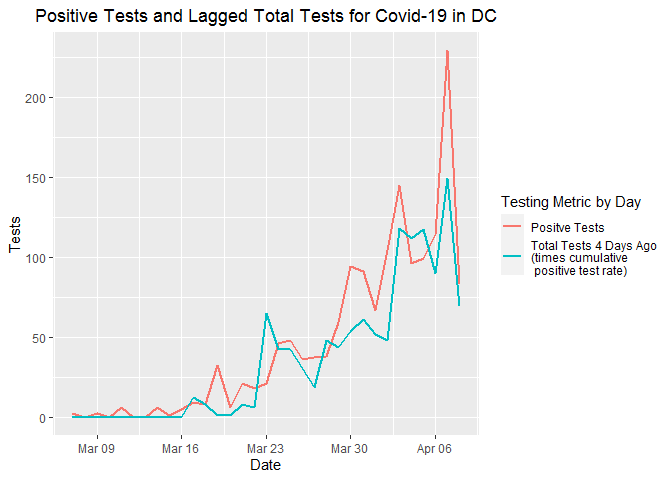 Positive Tests and Lagged Total Tests for Covid-19 in DC
200
150
100
50
0
Tests
Mar 09
Mar 16
Mar 23
Mar 30
Apr 06
Date
Testing Metric by Day
Positve Tests
Total Tests 4 Days Ago
(times cumulative
positive test rate)